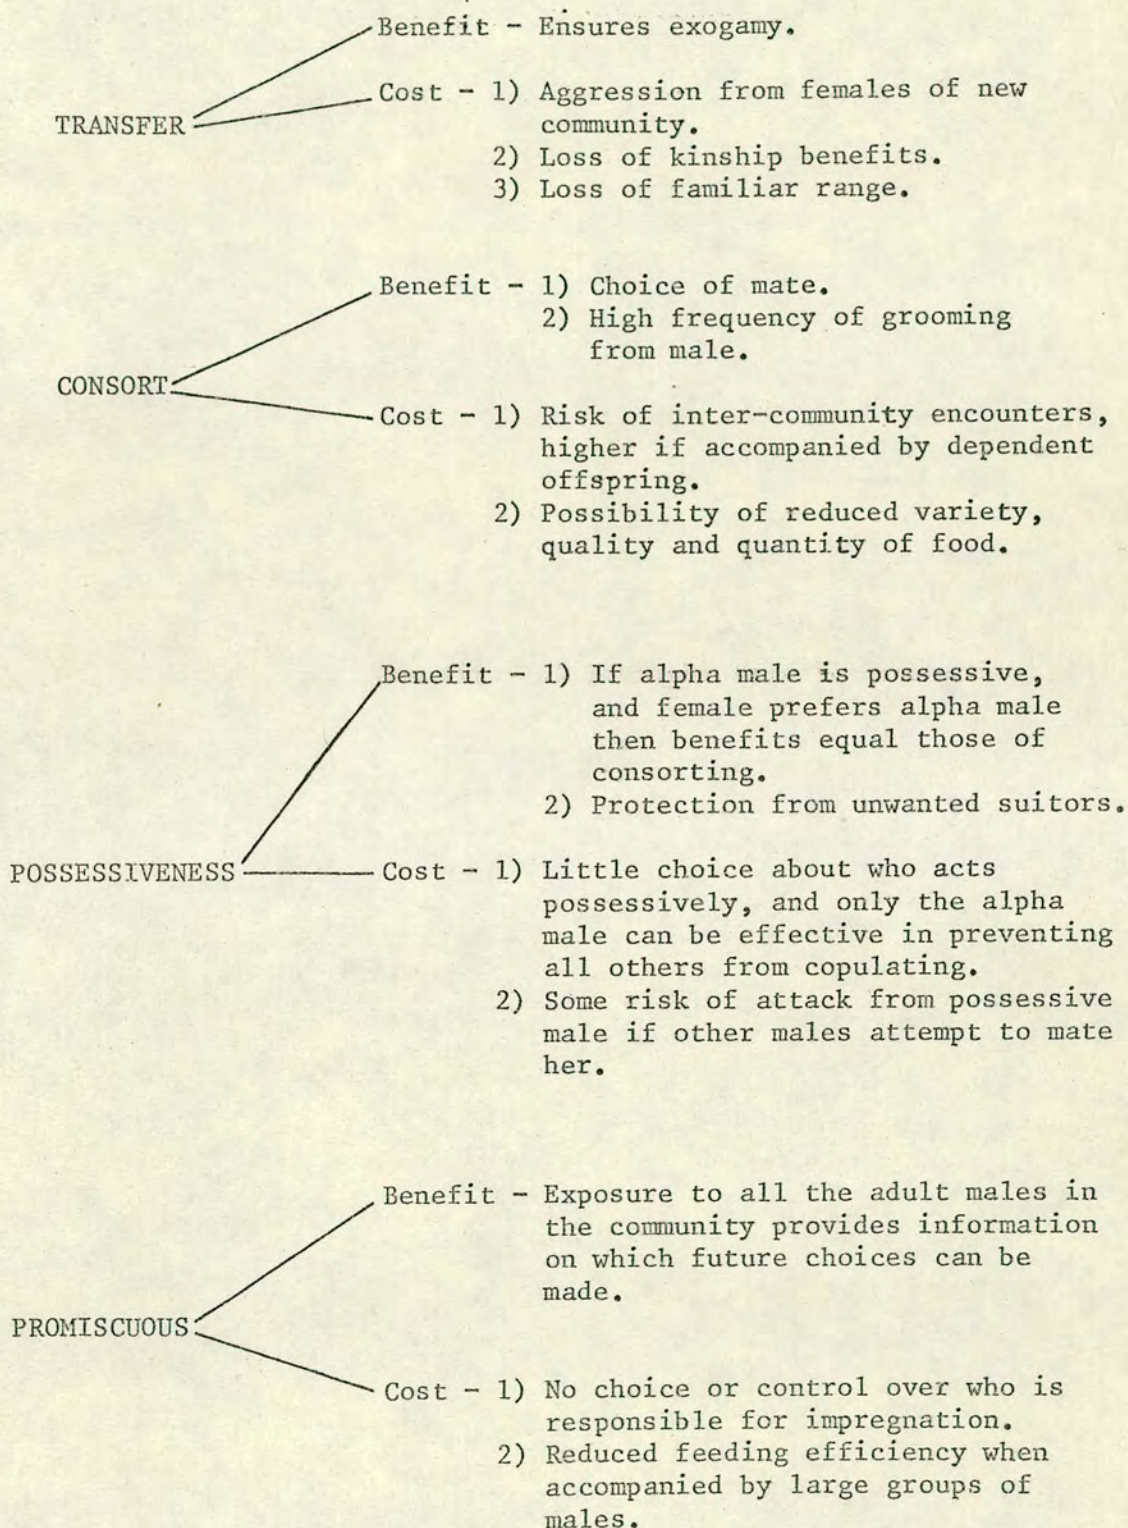 Benefit - Ensures exogamy.
TRANSFER
Cost - 1) Aggression from females of new
community.
2) Loss of kinship benefits.
3) Loss of familiar range.
Benefit - 1) Choice of mate.
2) High frequency of grooming
from male.
CONSORT
Cost - 1) Risk of inter-community encounters,
higher if accompanied by dependent
offspring.
2) Possibility of reduced variety,
quality and quantity of food.
Benefit - 1) If alpha male is possessive,
and female prefers alpha male
then benefits equal those of
consorting.
2) Protection from unwanted suitors.
POSSESSIVENESS
Cost - 1) Little choice about who acts
possessively, and only the alpha
male can be effective in preventing
all others from copulating.
2) Some risk of attack from possessive
male if other males attempt to mate
her.
Benefit - Exposure to all the adult males in
the community provides information
on which future choices can be
made.
PROMISCUOUS
Cost - 1) No choice or control over who is
responsible for impregnation.
2) Reduced feeding efficiency when
accompanied by large groups of
males.